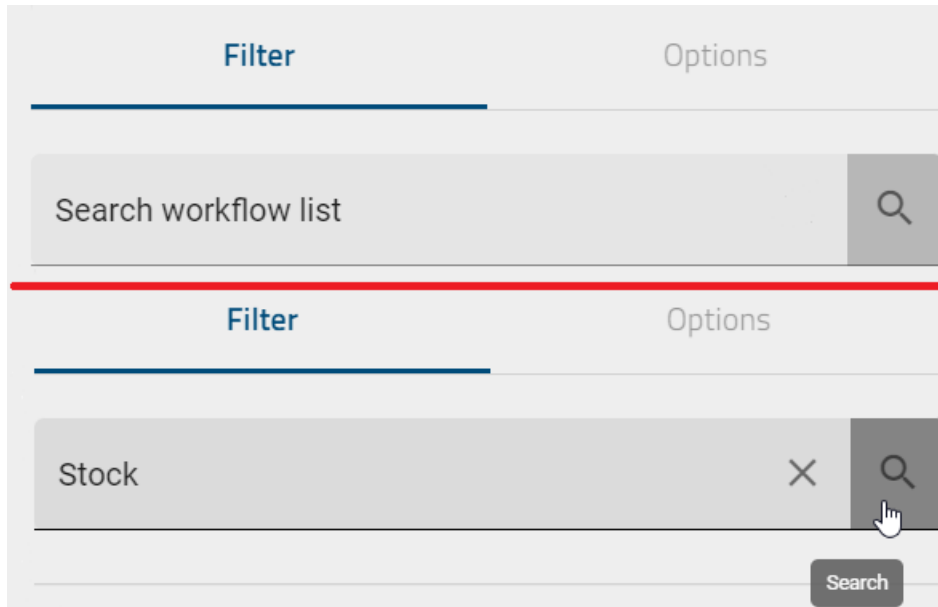 Filter Options
Search workflow list
Filter Options
Stock
Search